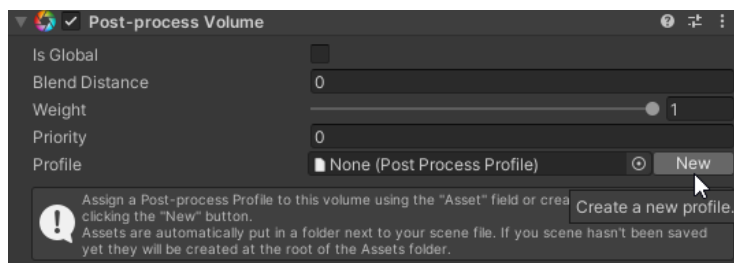 Post-process Volume
Is Global
Blend Distance 0
Weight 1
Priority 0
Profile None (Post Process Profile) New
Assign a Post-process Profile to this volume using the "Asset" field or crea
clicking the "New" button.
Create a new profile.
Assets are automatically put in a folder next to your scene file. If you scene hasn't been saved
yet they will be created at the root of the Assets folder.